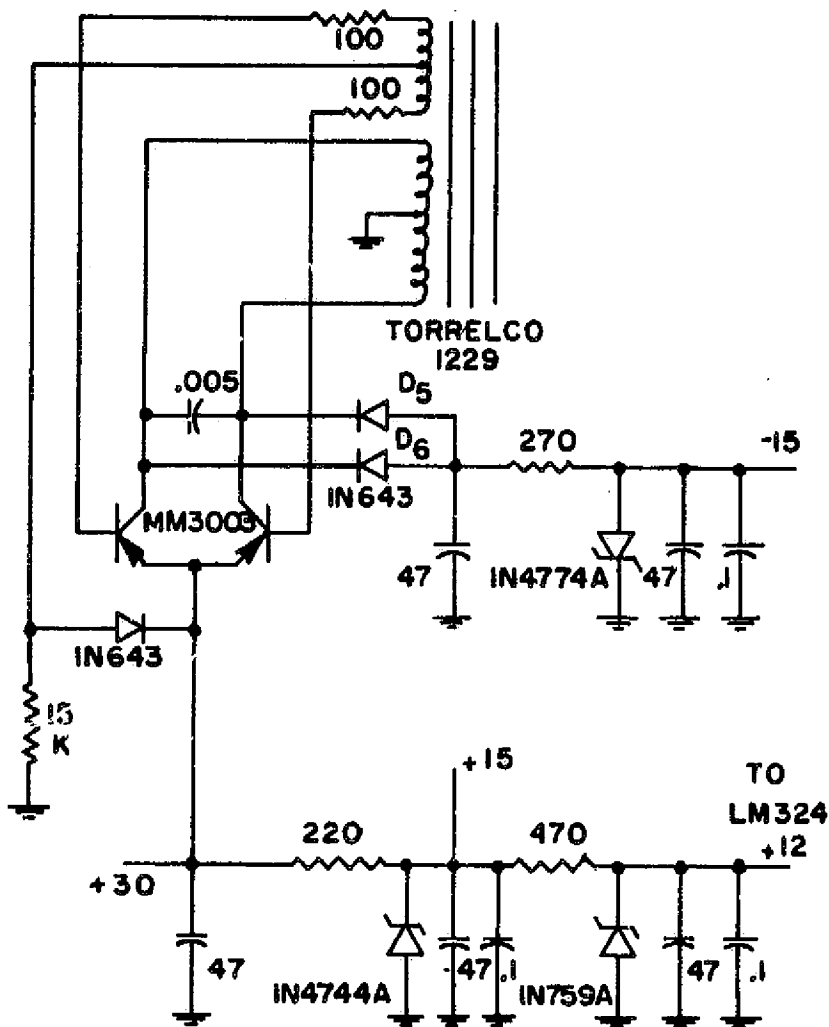 100
100
TORRELCO
1229
.005
D5
D6
270
-15
IN643
MM3003
47
IN4774A
47
.1
IN643
15
K
+15
TO
LM324
+12
220
470
+30
47
IN4744A
47
.1
IN759A
47
.1